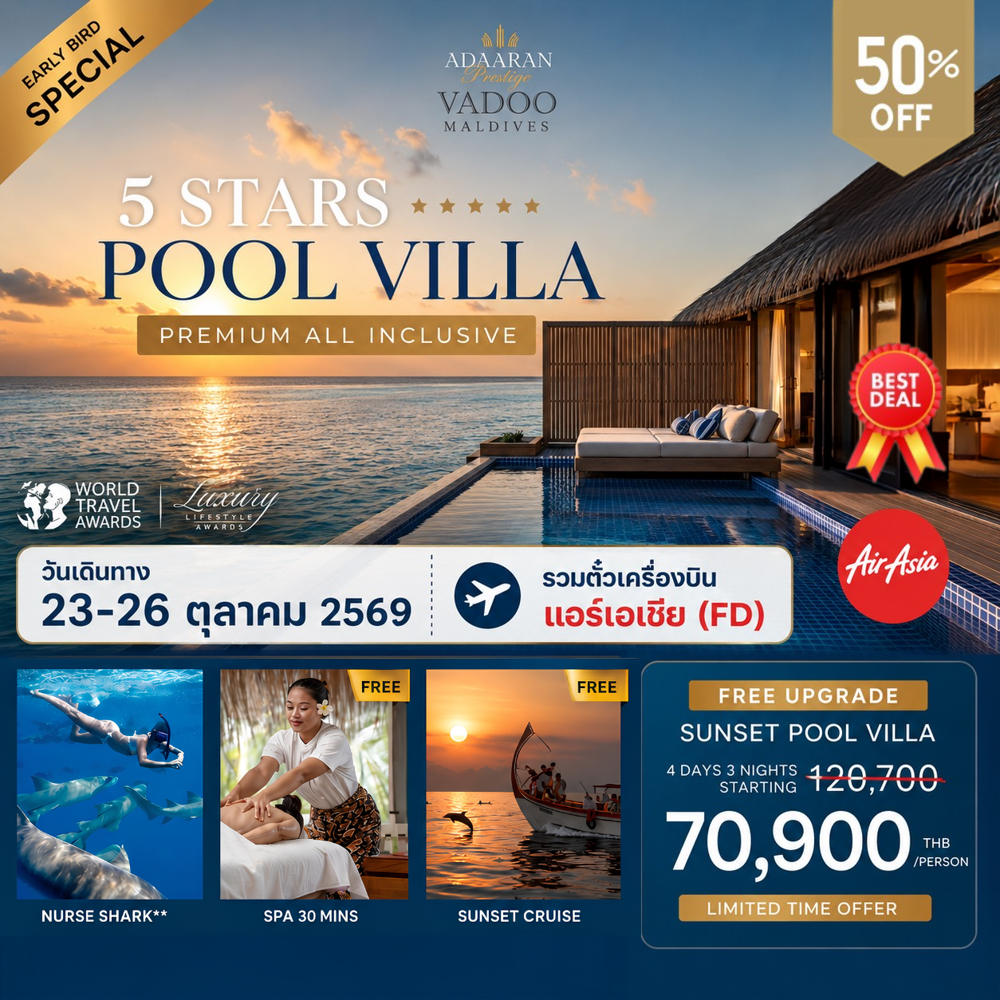 EARLY BIRD
SPECIAL
ADAARAN
Prestige
VADOO
MALDIVES
50%
OFF
5 STARS
POOL VILLA
PREMIUM ALL INCLUSIVE
BEST
DEAL
WORLD
TRAVEL
AWARDS
Luxury
LIFESTYLE
AWARDS
AirAsia
วันเดินทาง
23-26 ตุลาคม 2569
รวมตั๋วเครื่องบิน
แอร์เอเชีย (FD)
NURSE SHARK**
FREE
SPA 30 MINS
FREE
SUNSET CRUISE
FREE UPGRADE
SUNSET POOL VILLA
4 DAYS 3 NIGHTS
STARTING
120,700
70,900
THB
/PERSON
LIMITED TIME OFFER